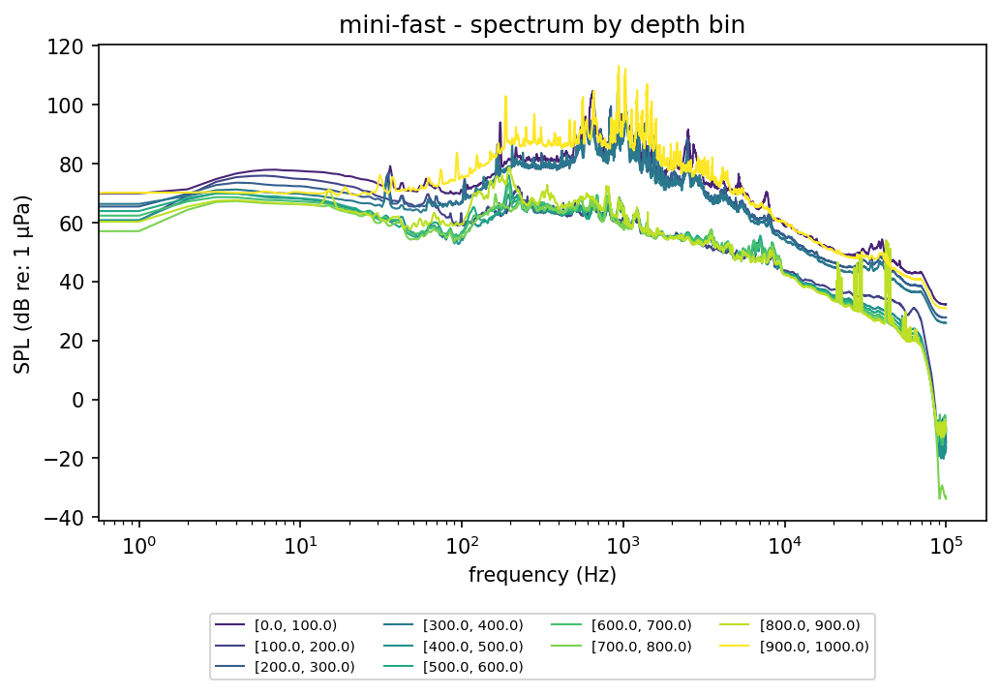 mini-fast - spectrum by depth bin
120
100
80
60
40
20
0
−20
−40
SPL (dB re: 1 μPa)
10⁰ 10¹ 10² 10³ 10⁴ 10⁵
frequency (Hz)
[0.0, 100.0) [300.0, 400.0) [600.0, 700.0) [800.0, 900.0)
[100.0, 200.0) [400.0, 500.0) [700.0, 800.0) [900.0, 1000.0)
[200.0, 300.0) [500.0, 600.0)